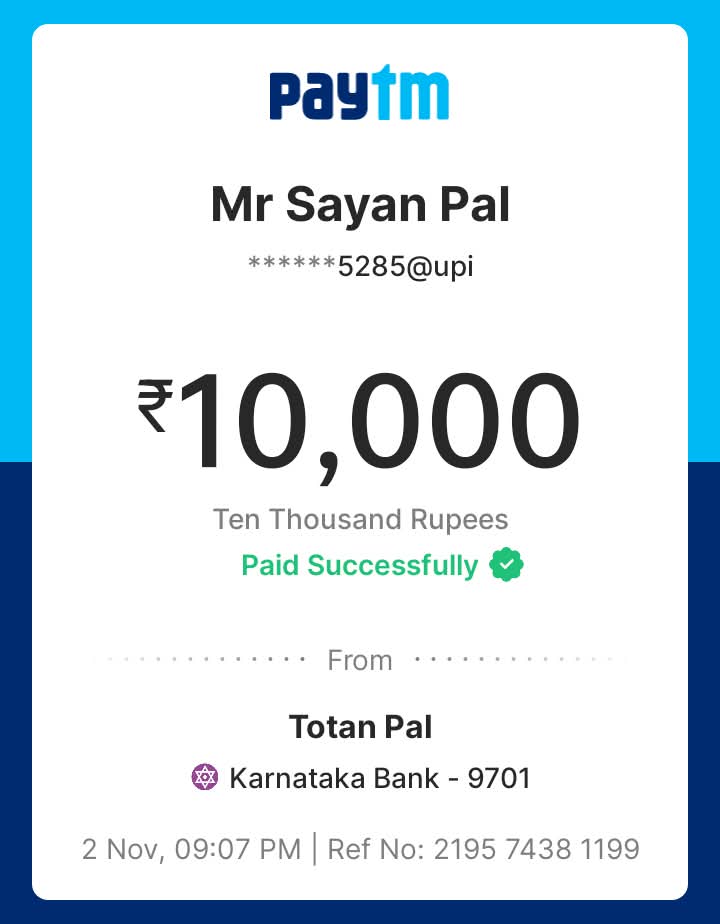 paytm
Mr Sayan Pal
******5285@upi
₹10,000
Ten Thousand Rupees
Paid Successfully
From
Totan Pal
Karnataka Bank - 9701
2 Nov, 09:07 PM | Ref No: 2195 7438 1199